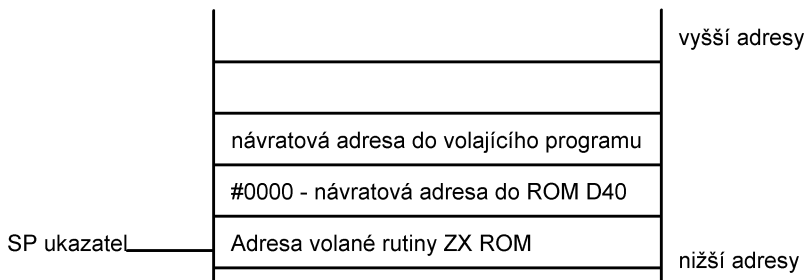 vyšší adresy
návratová adresa do volajícího programu
#0000 - návratová adresa do ROM D40
SP ukazatel
Adresa volané rutiny ZX ROM
nižší adresy